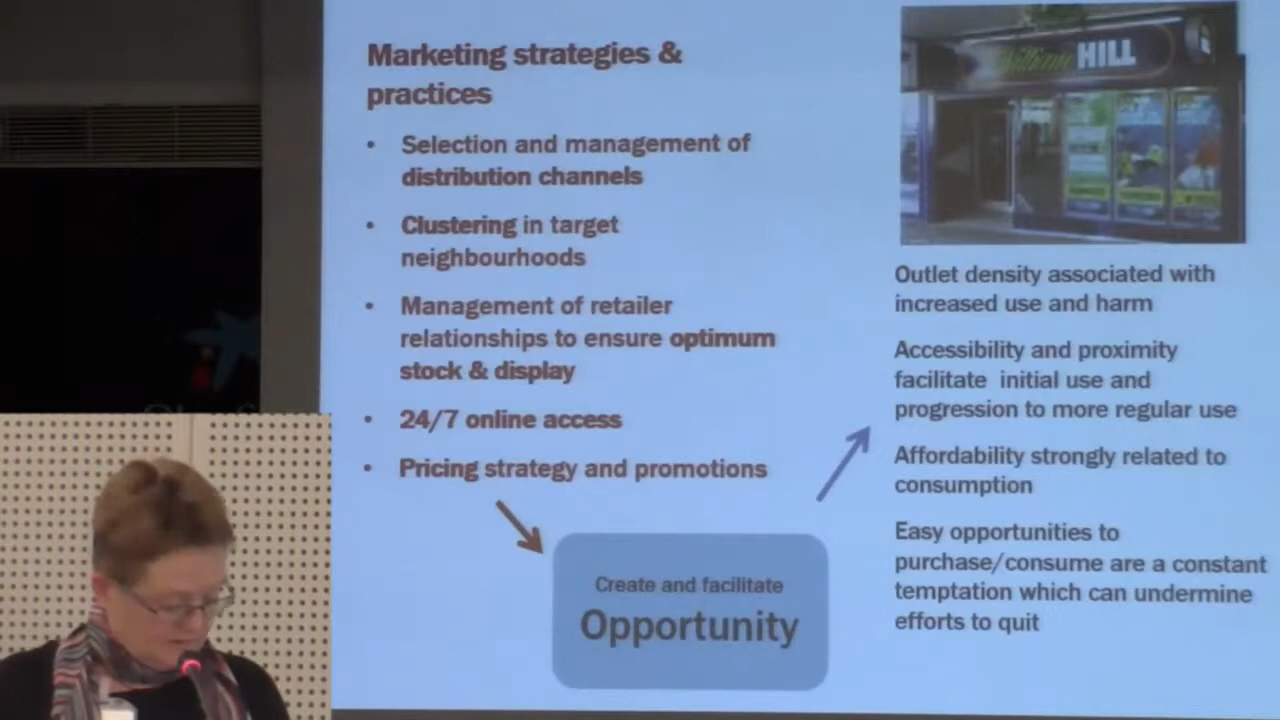 Marketing strategies &
practices
• Selection and management of
distribution channels
• Clustering in target
neighbourhoods
• Management of retailer
relationships to ensure optimum
stock & display
• 24/7 online access
• Pricing strategy and promotions
Create and facilitate
Opportunity
William HILL
Outlet density associated with
increased use and harm
Accessibility and proximity
facilitate initial use and
progression to more regular use
Affordability strongly related to
consumption
Easy opportunities to
purchase/consume are a constant
temptation which can undermine
efforts to quit